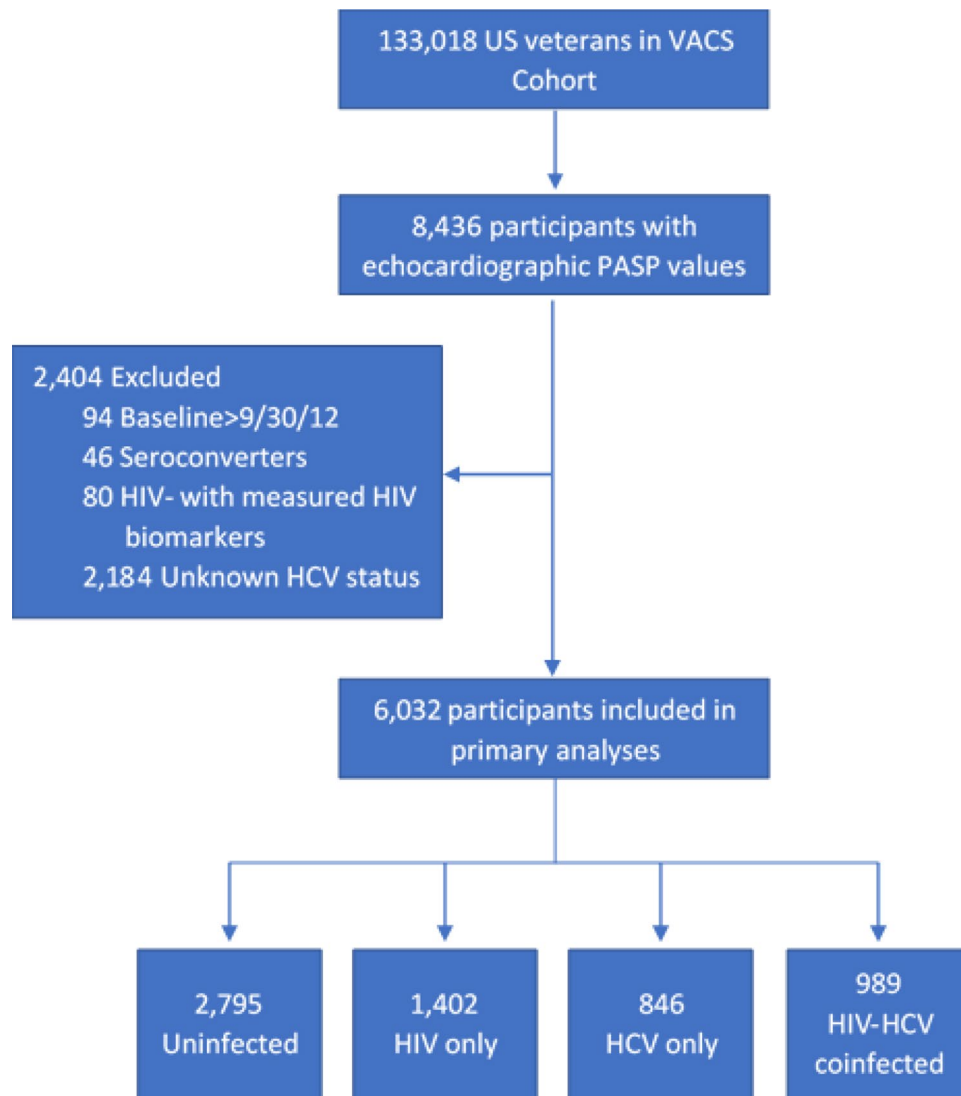 133,018 US veterans in VACS
Cohort
8,436 participants with
echocardiographic PASP values
2,404 Excluded
94 Baseline>9/30/12
46 Seroconverters
80 HIV- with measured HIV
biomarkers
2,184 Unknown HCV status
6,032 participants included in
primary analyses
2,795
Uninfected
1,402
HIV only
846
HCV only
989
HIV-HCV
coinfected